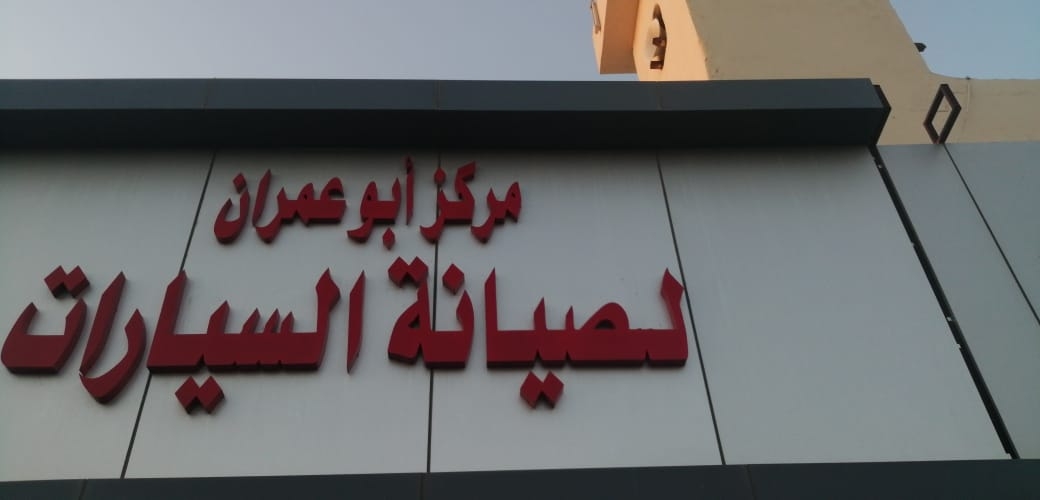 مركز أبو عمران
لصيانة السيارات